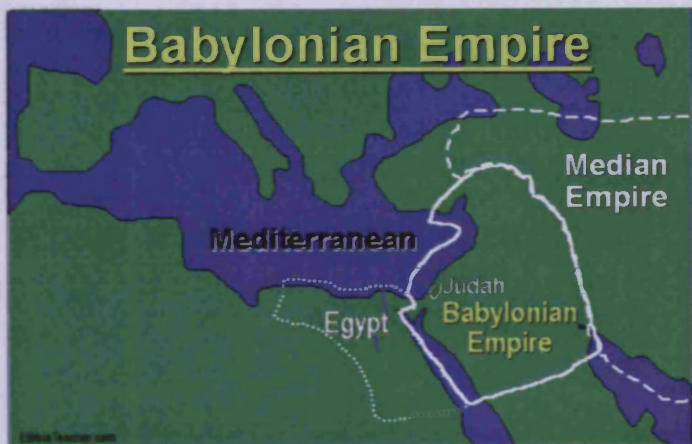 Babylonian Empire
Median
Empire
Mediterranean
Judah
Egypt
Babylonian
Empire